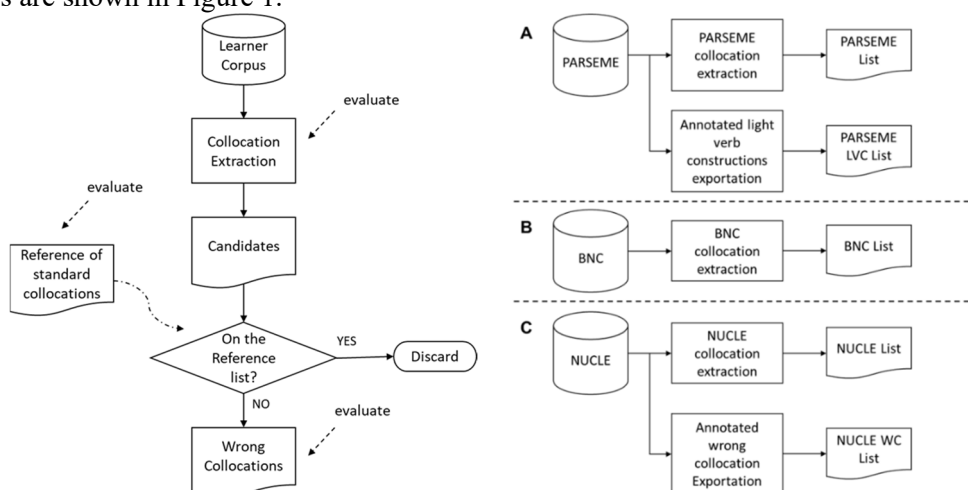 s are shown in Figure 1.
Learner
Corpus
evaluate
Collocation
Extraction
evaluate
Candidates
Reference of
standard
collocations
On the
Reference
list?
YES
Discard
NO
evaluate
Wrong
Collocations
A
PARSEME
PARSEME
collocation
extraction
PARSEME
List
Annotated light
verb
constructions
exportation
PARSEME
LVC List
B
BNC
BNC
collocation
extraction
BNC List
C
NUCLE
NUCLE
collocation
extraction
NUCLE List
Annotated
wrong
collocation
Exportation
NUCLE WC
List